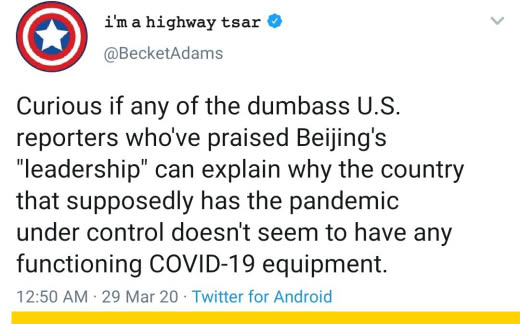 i'm a highway tsar
@BecketAdams
Curious if any of the dumbass U.S.
reporters who've praised Beijing's
"leadership" can explain why the country
that supposedly has the pandemic
under control doesn't seem to have any
functioning COVID-19 equipment.
12:50 AM · 29 Mar 20 · Twitter for Android